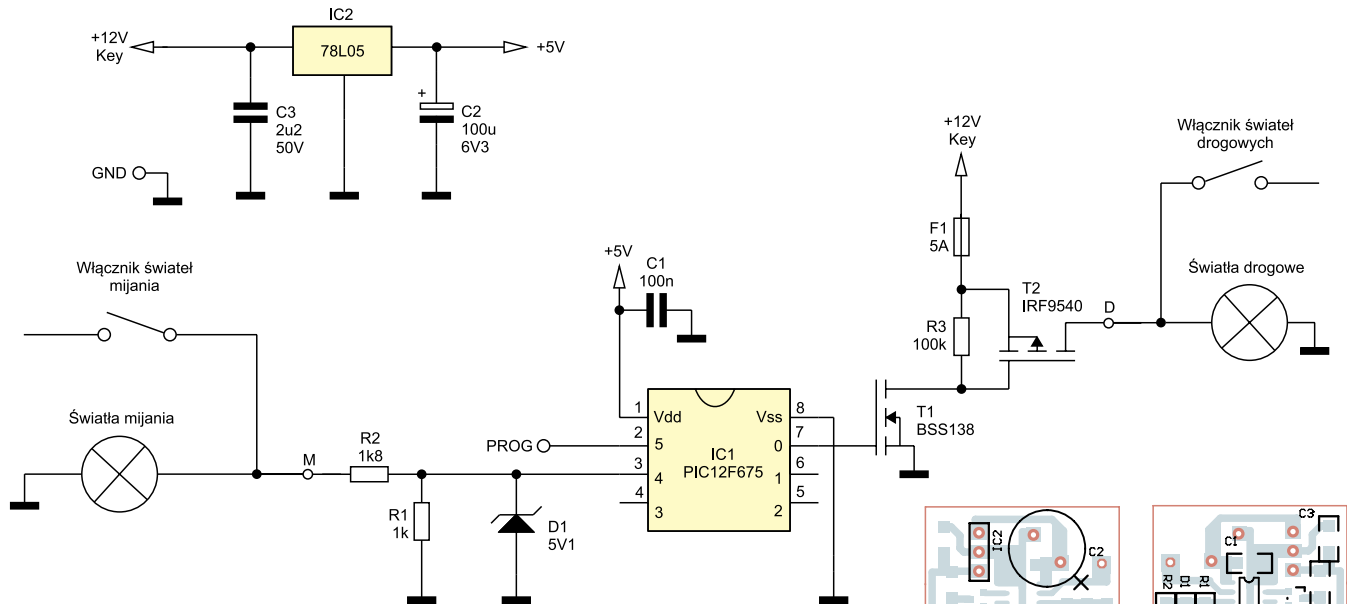 IC2
+12V
Key
78L05
+5V
C3
2u2
50V
+
C2
100u
6V3
GND
+12V
Key
Włącznik świateł
drogowych
F1
5A
Włącznik świateł
mijania
+5V
C1
100n
T2
IRF9540
D
Światła drogowe
R3
100k
Światła mijania
1
Vdd
Vss
8
2
5
0
7
PROG
IC1
PIC12F675
T1
BSS138
R2
1k8
M
3
4
1
6
4
3
2
5
R1
1k
D1
5V1
IC2
C2
C3
C1
R2
D1
R1